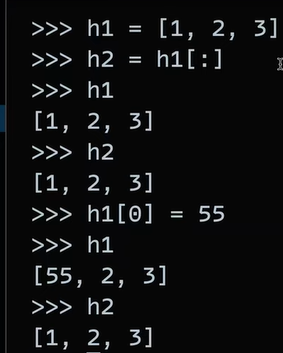 >>> h1 = [1, 2, 3]
>>> h2 = h1[:]
>>> h1
[1, 2, 3]
>>> h2
[1, 2, 3]
>>> h1[0] = 55
>>> h1
[55, 2, 3]
>>> h2
[1, 2, 3]